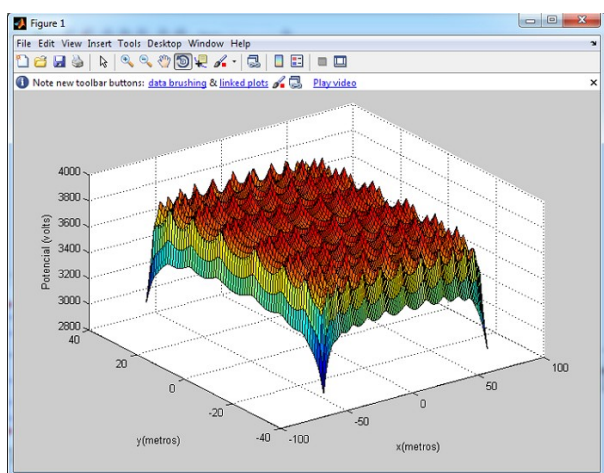 Figure 1
File Edit View Insert Tools Desktop Window Help
Note new toolbar buttons: data brushing & linked plots Play video
4000
3800
3600
3400
3200
3000
2800
Potencial (volts)
40
20
0
-20
-40
y(metros)
-100
-50
0
50
100
x(metros)